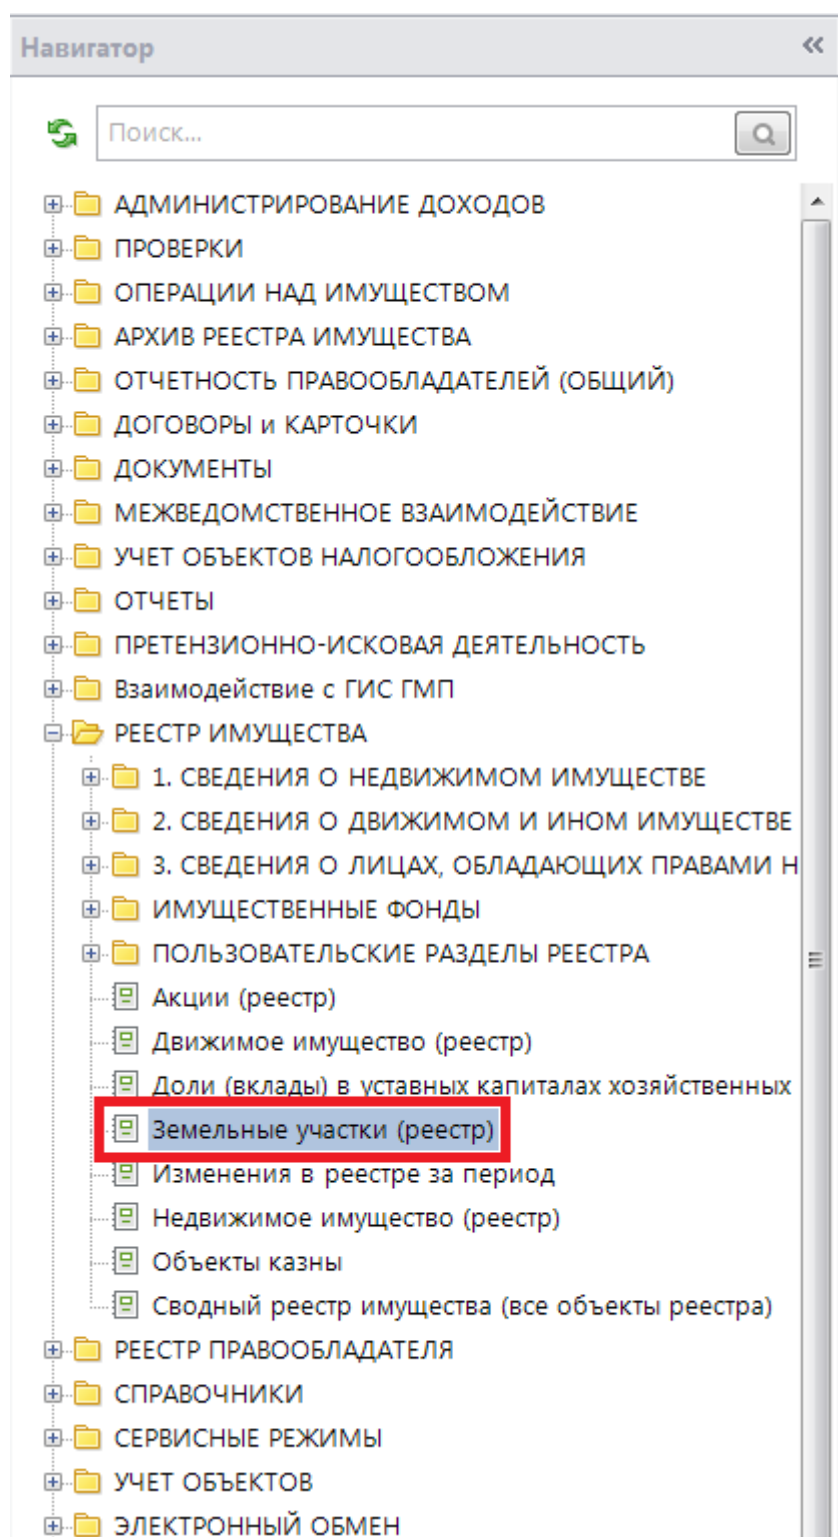 Навигатор
Поиск...
АДМИНИСТРИРОВАНИЕ ДОХОДОВ
ПРОВЕРКИ
ОПЕРАЦИИ НАД ИМУЩЕСТВОМ
АРХИВ РЕЕСТРА ИМУЩЕСТВА
ОТЧЕТНОСТЬ ПРАВООБЛАДАТЕЛЕЙ (ОБЩИЙ)
ДОГОВОРЫ и КАРТОЧКИ
ДОКУМЕНТЫ
МЕЖВЕДОМСТВЕННОЕ ВЗАИМОДЕЙСТВИЕ
УЧЕТ ОБЪЕКТОВ НАЛОГООБЛОЖЕНИЯ
ОТЧЕТЫ
ПРЕТЕНЗИОННО-ИСКОВАЯ ДЕЯТЕЛЬНОСТЬ
Взаимодействие с ГИС ГМП
РЕЕСТР ИМУЩЕСТВА
1. СВЕДЕНИЯ О НЕДВИЖИМОМ ИМУЩЕСТВЕ
2. СВЕДЕНИЯ О ДВИЖИМОМ И ИНОМ ИМУЩЕСТВЕ
3. СВЕДЕНИЯ О ЛИЦАХ, ОБЛАДАЮЩИХ ПРАВАМИ Н
ИМУЩЕСТВЕННЫЕ ФОНДЫ
ПОЛЬЗОВАТЕЛЬСКИЕ РАЗДЕЛЫ РЕЕСТРА
Акции (реестр)
Движимое имущество (реестр)
Доли (вклады) в уставных капиталах хозяйственных
Земельные участки (реестр)
Изменения в реестре за период
Недвижимое имущество (реестр)
Объекты казны
Сводный реестр имущества (все объекты реестра)
РЕЕСТР ПРАВООБЛАДАТЕЛЯ
СПРАВОЧНИКИ
СЕРВИСНЫЕ РЕЖИМЫ
УЧЕТ ОБЪЕКТОВ
ЭЛЕКТРОННЫЙ ОБМЕН